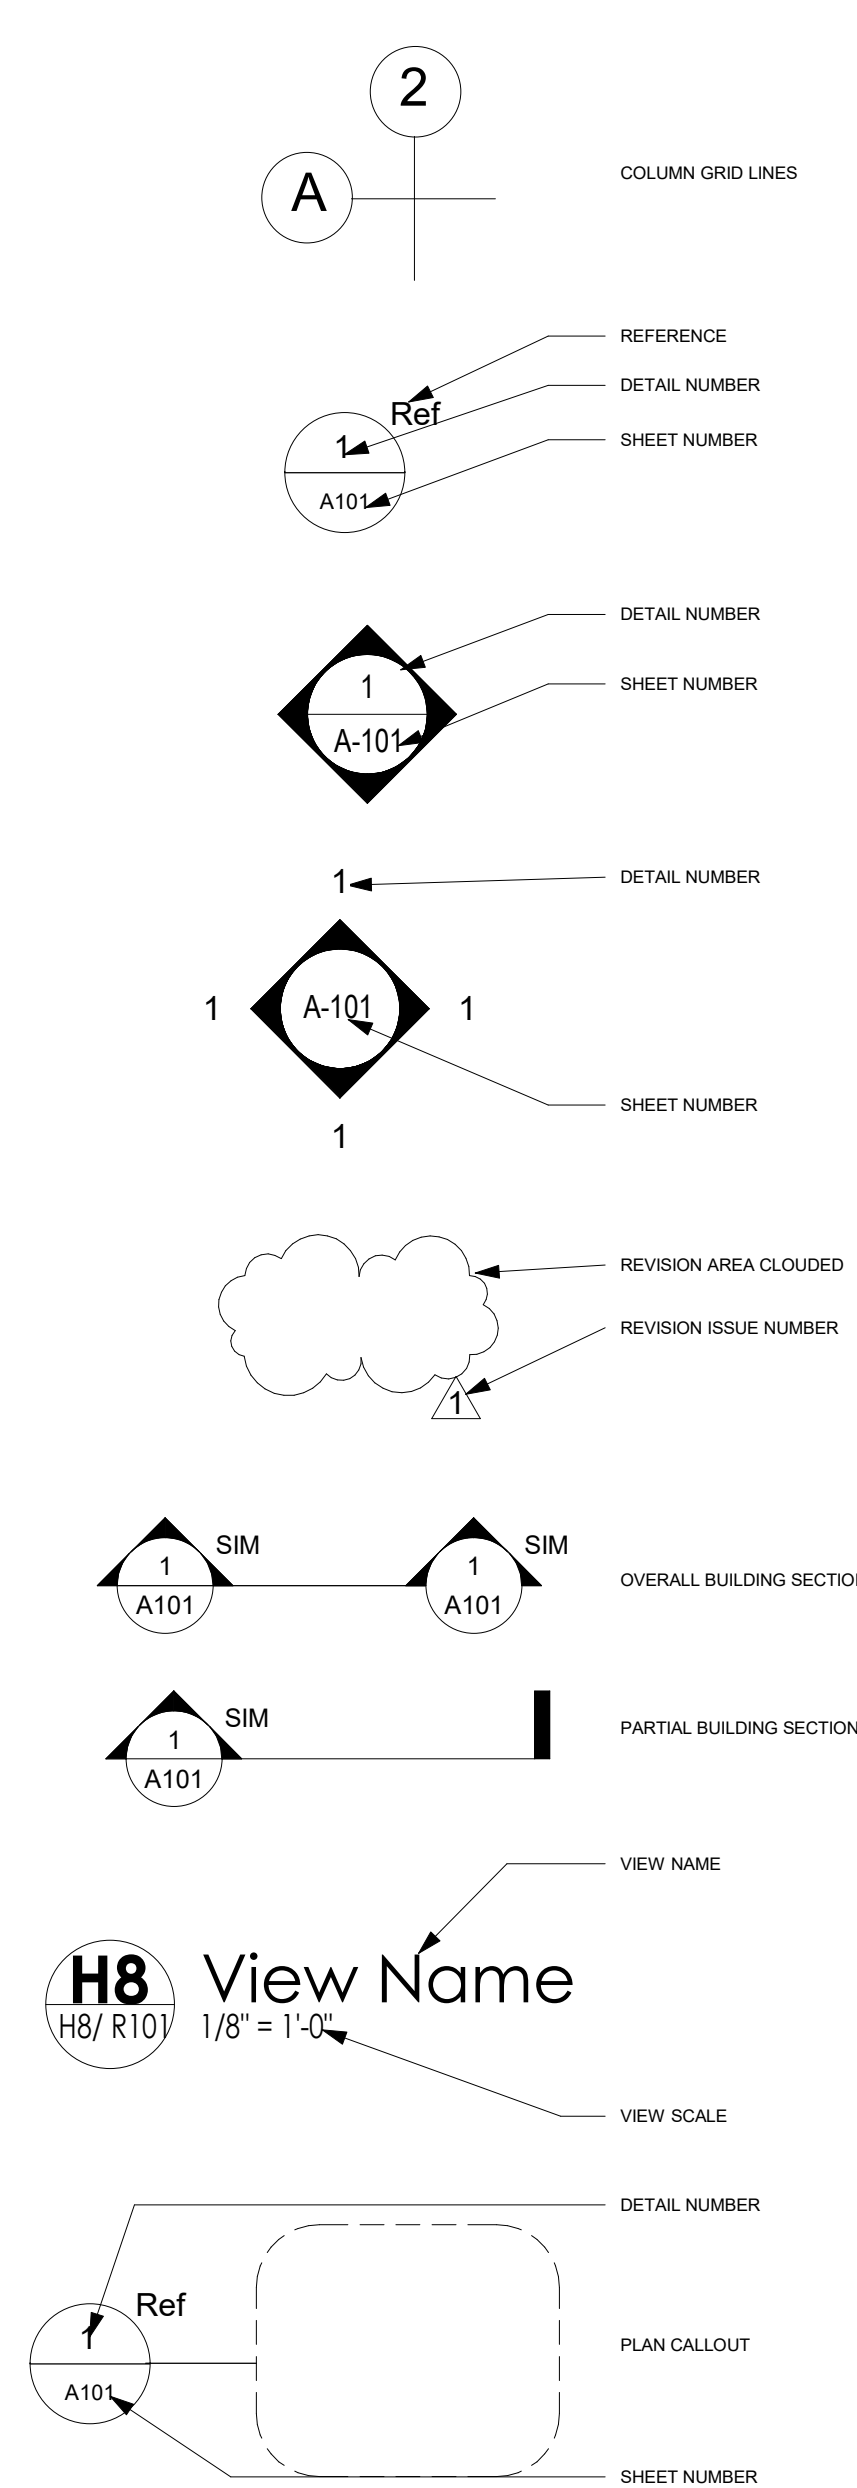 2
A
COLUMN GRID LINES
REFERENCE
DETAIL NUMBER
Ref
1
SHEET NUMBER
A101
DETAIL NUMBER
1
SHEET NUMBER
A-101
1
DETAIL NUMBER
1
A-101
1
SHEET NUMBER
1
REVISION AREA CLOUDED
REVISION ISSUE NUMBER
1
SIM
SIM
1
1
OVERALL BUILDING SECTION
A101
A101
SIM
1
PARTIAL BUILDING SECTION
A101
VIEW NAME
H8 View Name
H8/ R101 1/8" = 1'-0"
VIEW SCALE
DETAIL NUMBER
Ref
1
PLAN CALLOUT
A101
SHEET NUMBER